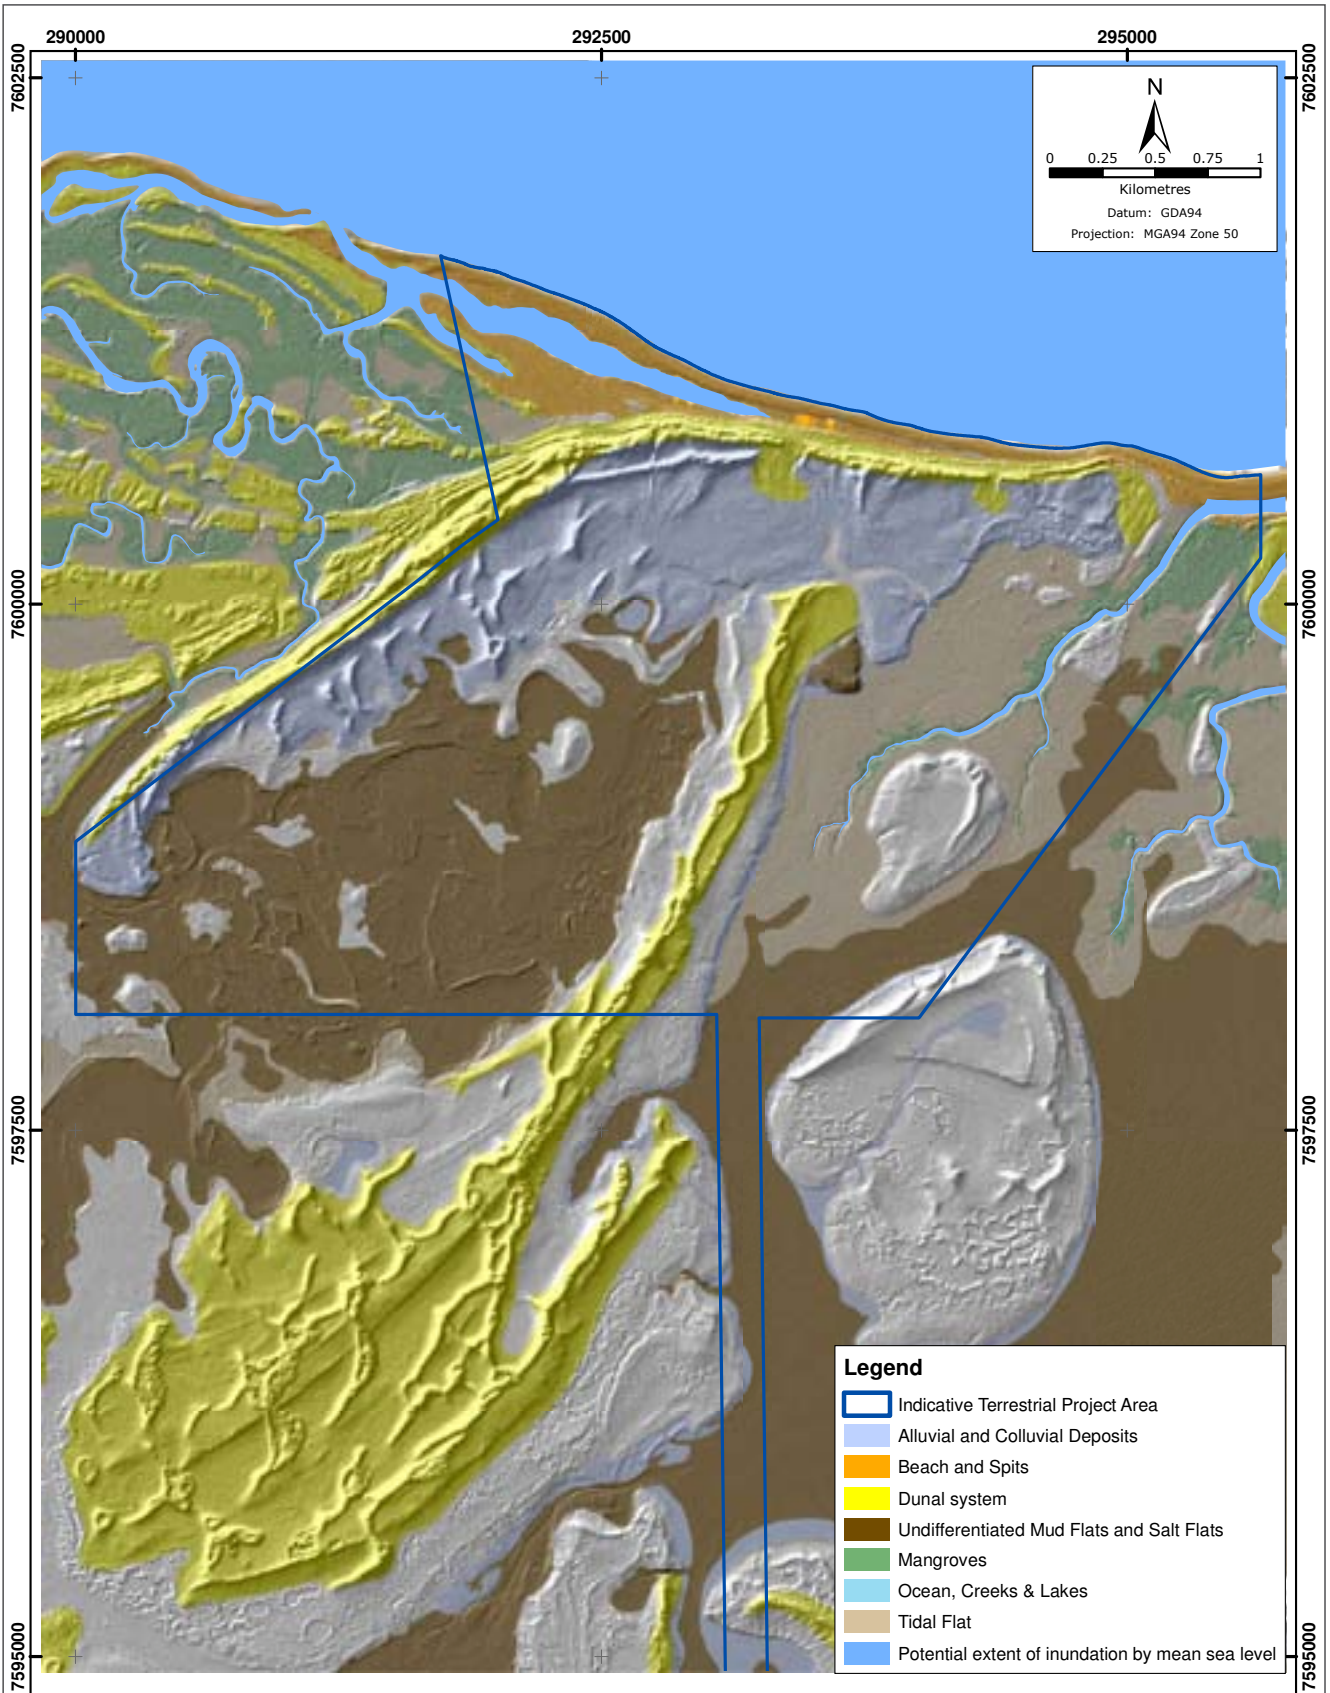 290000
292500
295000
7602500
7602500
N
0 0.25 0.5 0.75 1
Kilometres
Datum: GDA94
Projection: MGA94 Zone 50
7600000
7600000
7597500
7597500
Legend
Indicative Terrestrial Project Area
Alluvial and Colluvial Deposits
Beach and Spits
Dunal system
Undifferentiated Mud Flats and Salt Flats
Mangroves
Ocean, Creeks & Lakes
Tidal Flat
Potential extent of inundation by mean sea level
7595000
7595000